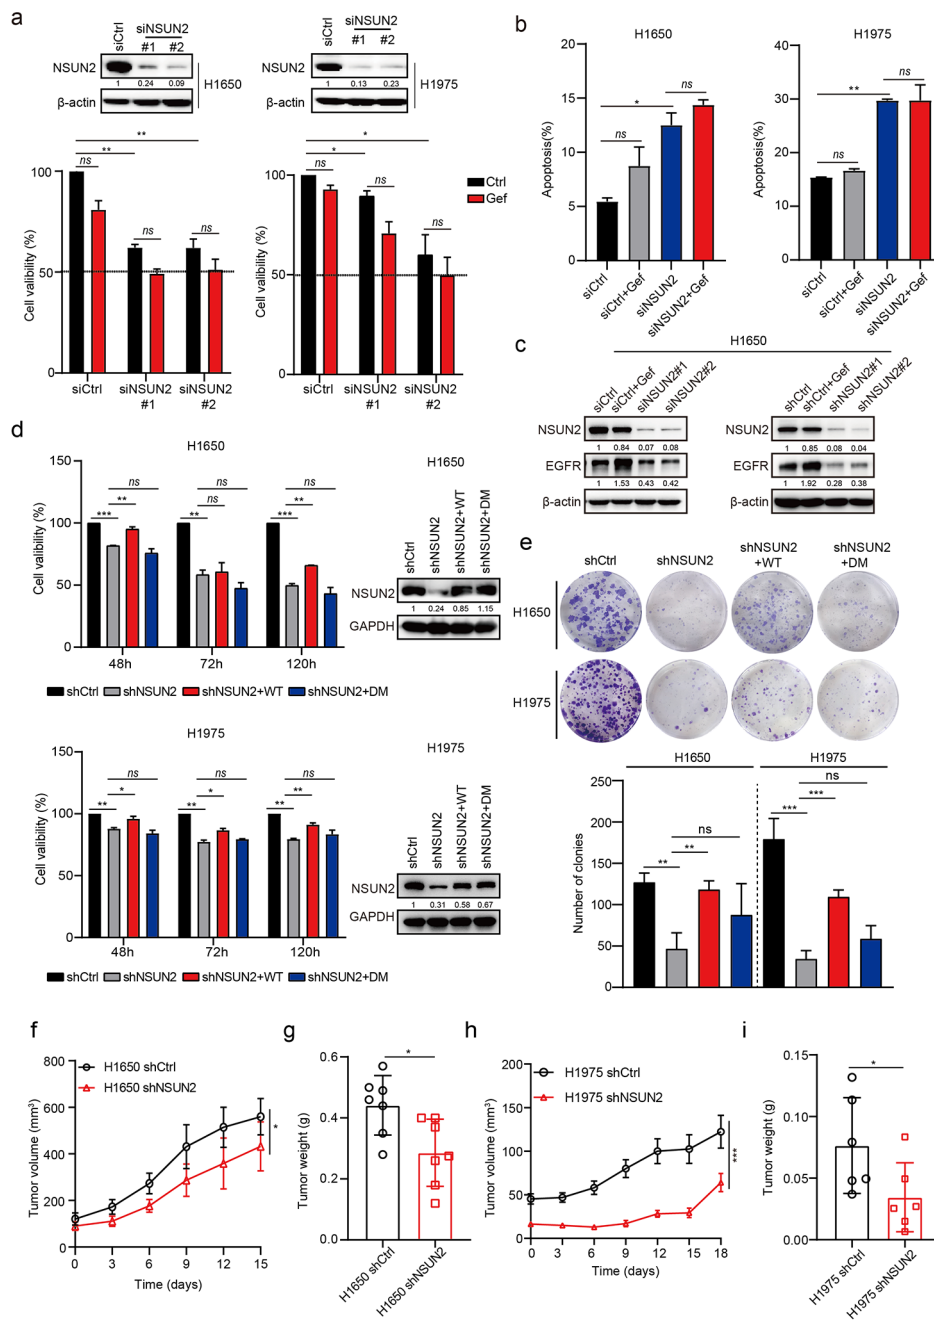 a
siCtrl
siNSUN2
#1 #2
NSUN2
1 0.24 0.09
β-actin
H1650
siCtrl
siNSUN2
#1 #2
NSUN2
1 0.13 0.23
β-actin
H1975
Cell valibility (%)
100
50
0
**
**
ns
ns
ns
siCtrl
siNSUN2
#1
siNSUN2
#2
Cell valibility (%)
100
50
0
*
*
ns
ns
ns
siCtrl
siNSUN2
#1
siNSUN2
#2
Ctrl
Gef
b
H1650
Apoptosis(%)
20
15
10
5
0
ns
*
ns
siCtrl
siCtrl+Gef
siNSUN2
siNSUN2+Gef
H1975
Apoptosis(%)
40
30
20
10
0
ns
**
ns
siCtrl
siCtrl+Gef
siNSUN2
siNSUN2+Gef
c
H1650
siCtrl
siCtrl+Gef
siNSUN2#1
siNSUN2#2
NSUN2
1 0.84 0.07 0.08
EGFR
1 1.53 0.43 0.42
β-actin
shCtrl
shCtrl+Gef
shNSUN2#1
shNSUN2#2
NSUN2
1 0.85 0.08 0.04
EGFR
1 1.92 0.28 0.38
β-actin
d
H1650
Cell valibility (%)
150
100
50
0
ns
**
***
ns
ns
**
ns
**
***
48h 72h 120h
shCtrl shNSUN2 shNSUN2+WT shNSUN2+DM
H1650
shCtrl
shNSUN2
shNSUN2+WT
shNSUN2+DM
NSUN2
1 0.24 0.85 1.15
GAPDH
H1975
Cell valibility (%)
150
100
50
0
ns
*
**
ns
*
**
ns
**
**
48h 72h 120h
shCtrl shNSUN2 shNSUN2+WT shNSUN2+DM
H1975
shCtrl
shNSUN2
shNSUN2+WT
shNSUN2+DM
NSUN2
1 0.31 0.58 0.67
GAPDH
e
shCtrl
shNSUN2
shNSUN2
+WT
shNSUN2
+DM
H1650
H1975
H1650 H1975
Number of clonies
250
200
150
100
50
0
ns
**
**
ns
***
***
f
H1650 shCtrl
H1650 shNSUN2
Tumor volume (mm³)
800
600
400
200
0
*
0 3 6 9 12 15
Time (days)
g
Tumor weight (g)
0.6
0.4
0.2
0.0
*
H1650 shCtrl
H1650 shNSUN2
h
H1975 shCtrl
H1975 shNSUN2
Tumor volume (mm³)
200
150
100
50
0
***
0 3 6 9 12 15 18
Time (days)
i
Tumor weight (g)
0.15
0.10
0.05
0.00
*
H1975 shCtrl
H1975 shNSUN2